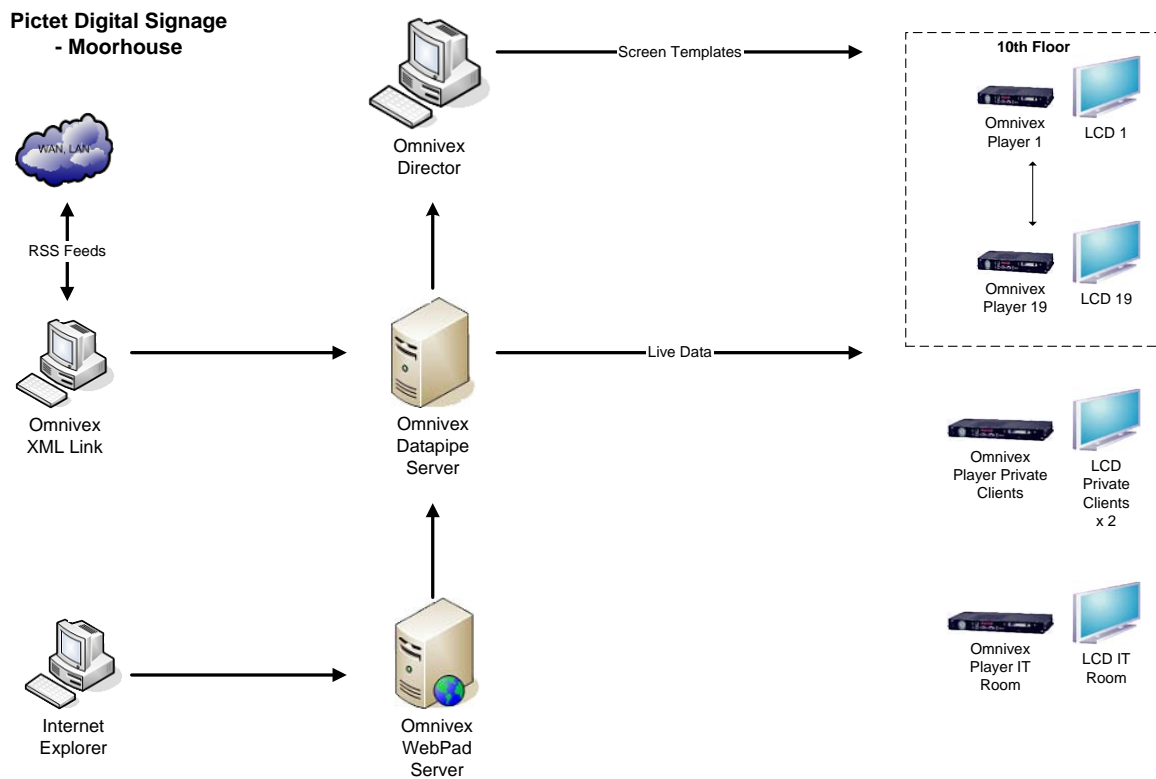 Pictet Digital Signage
- Moorhouse
WAN, LAN
RSS Feeds
Omnivex
XML Link
Internet
Explorer
Omnivex
Director
Omnivex
Datapipe
Server
Omnivex
WebPad
Server
Screen Templates
Live Data
10th Floor
Omnivex
Player 1
LCD 1
Omnivex
Player 19
LCD 19
Omnivex
Player Private
Clients
LCD
Private
Clients
x 2
Omnivex
Player IT
Room
LCD IT
Room